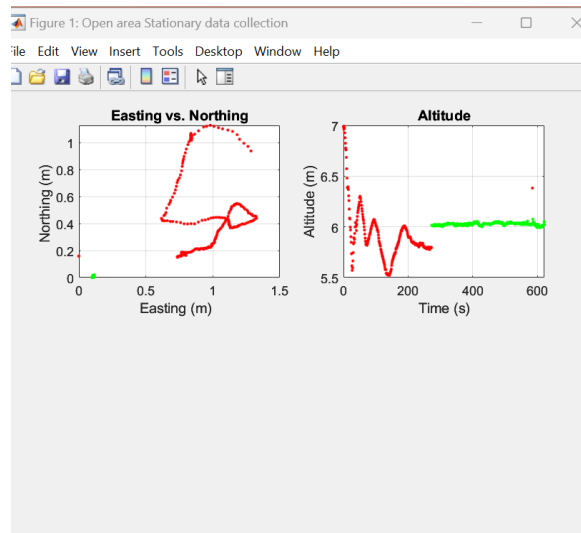 Figure 1: Open area Stationary data collection
File Edit View Insert Tools Desktop Window Help
Easting vs. Northing
Northing (m)
1
0.8
0.6
0.4
0.2
0
0 0.5 1 1.5
Easting (m)
Altitude
Altitude (m)
7
6.5
6
5.5
0 200 400 600
Time (s)